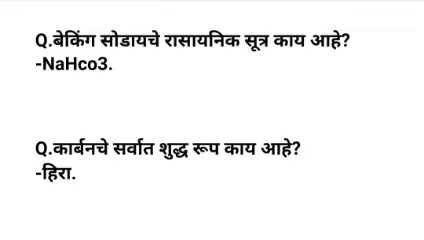 Q.बेकिंग सोडायचे रासायनिक सूत्र काय आहे?
-NaHco3.
Q.कार्बनचे सर्वात शुद्ध रूप काय आहे?
-हिरा.